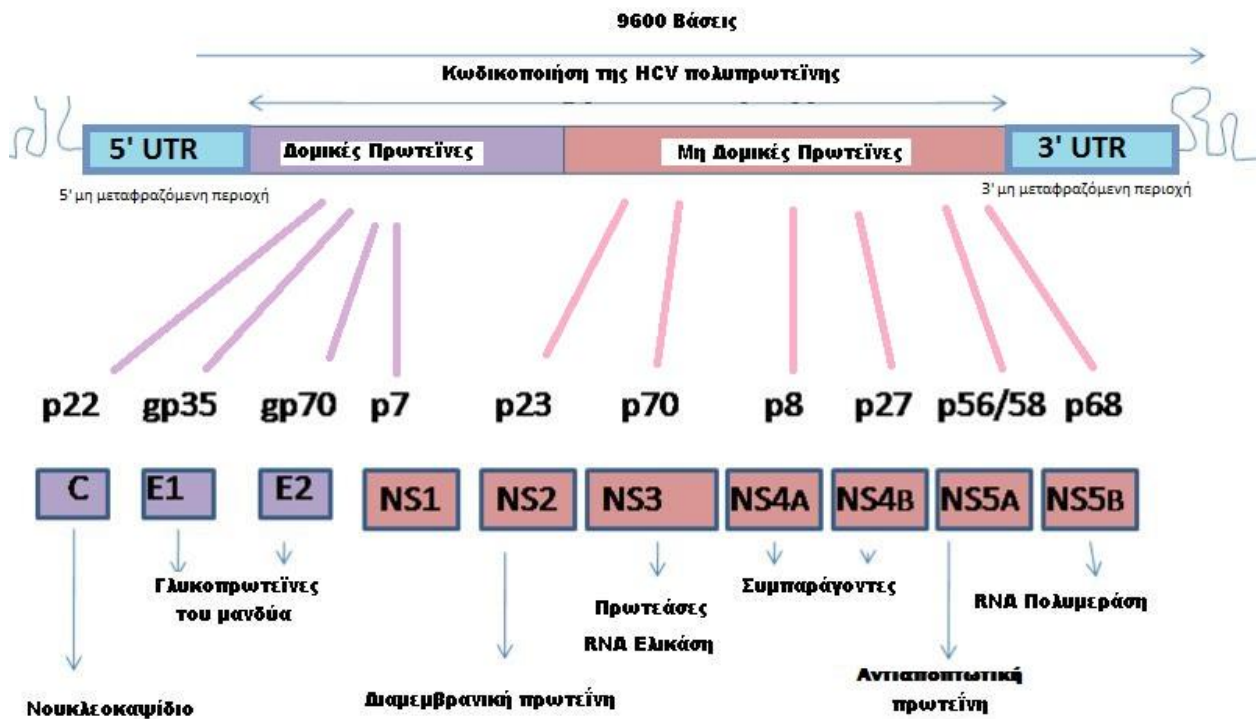 9600 Βάσεις
Κωδικοποίηση της HCV πολυπρωτεΐνης
5' UTR
Δομικές Πρωτεΐνες
Μη Δομικές Πρωτεΐνες
3' UTR
5' μη μεταφραζόμενη περιοχή
3' μη μεταφραζόμενη περιοχή
p22 gp35 gp70 p7 p23 p70 p8 p27 p56/58 p68
C E1 E2 NS1 NS2 NS3 NS4A NS4B NS5A NS5B
Γλυκοπρωτεΐνες
του μανδύα
Πρωτεάσες
RNA Ελικάση
Συμπαράγοντες
RNA Πολυμεράση
Νουκλεοκαψίδιο
Διαμεμβρανική πρωτεΐνη
Αντιαποπτωτική
πρωτεΐνη